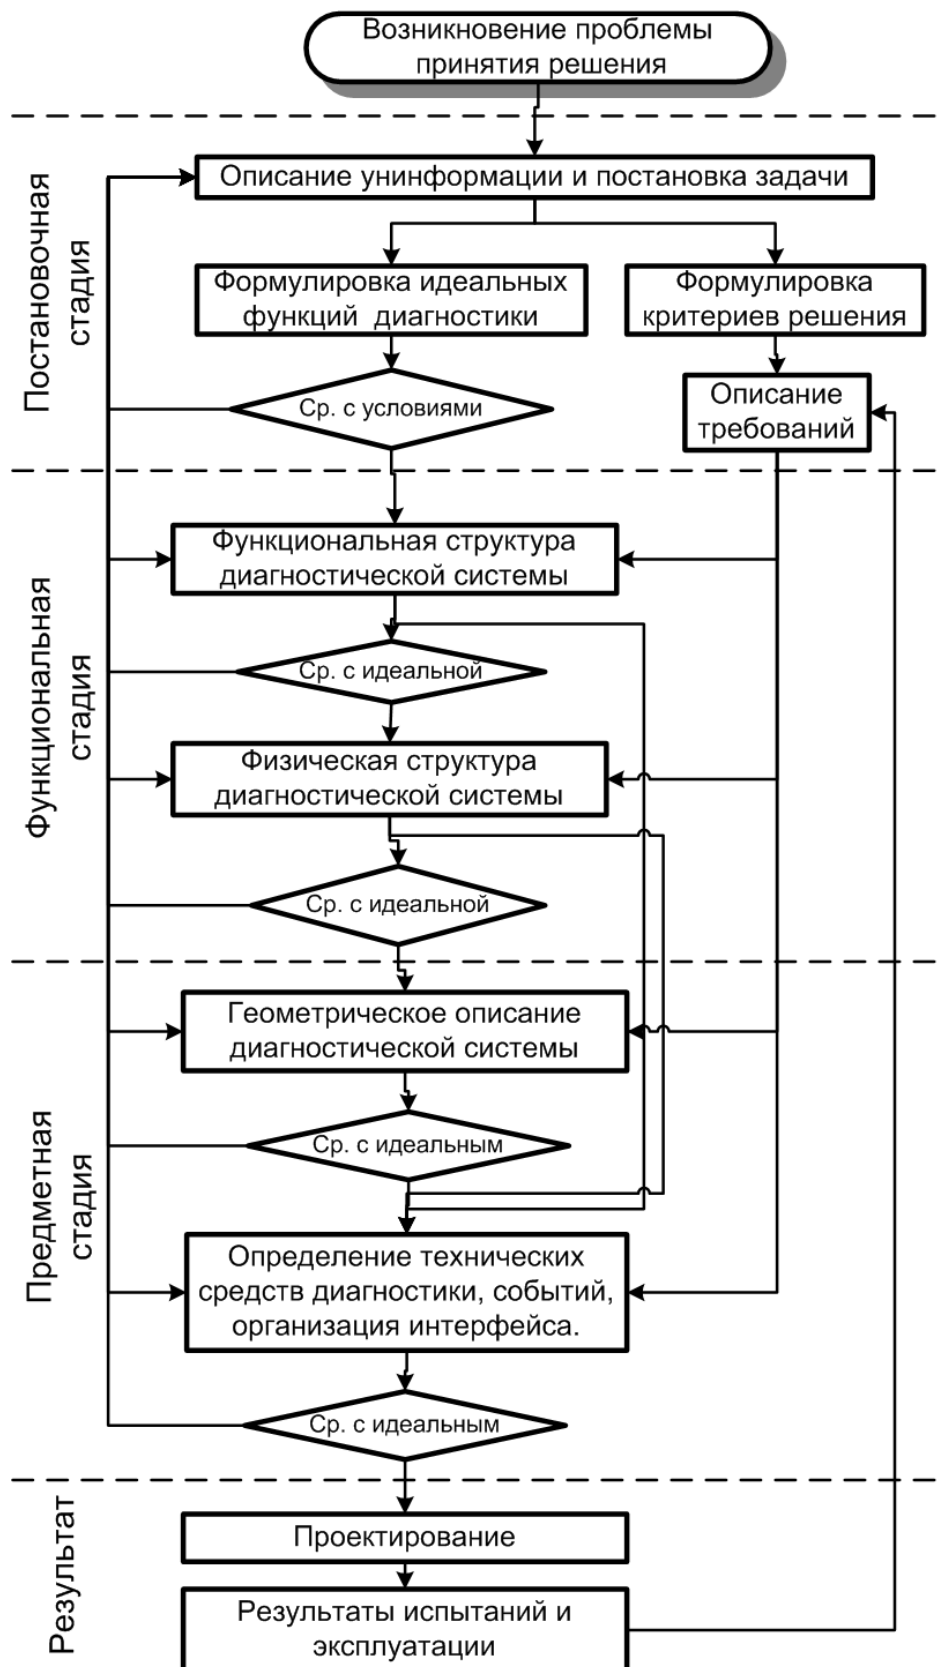 Возникновение проблемы
принятия решения
Постановочная
стадия
Описание унинформации и постановка задачи
Формулировка идеальных
функций диагностики
Формулировка
критериев решения
Ср. с условиями
Описание
требований
Функциональная
стадия
Функциональная структура
диагностической системы
Ср. с идеальной
Физическая структура
диагностической системы
Ср. с идеальной
Предметная
стадия
Геометрическое описание
диагностической системы
Ср. с идеальным
Определение технических
средств диагностики, событий,
организация интерфейса.
Ср. с идеальным
Результат
Проектирование
Результаты испытаний и
эксплуатации